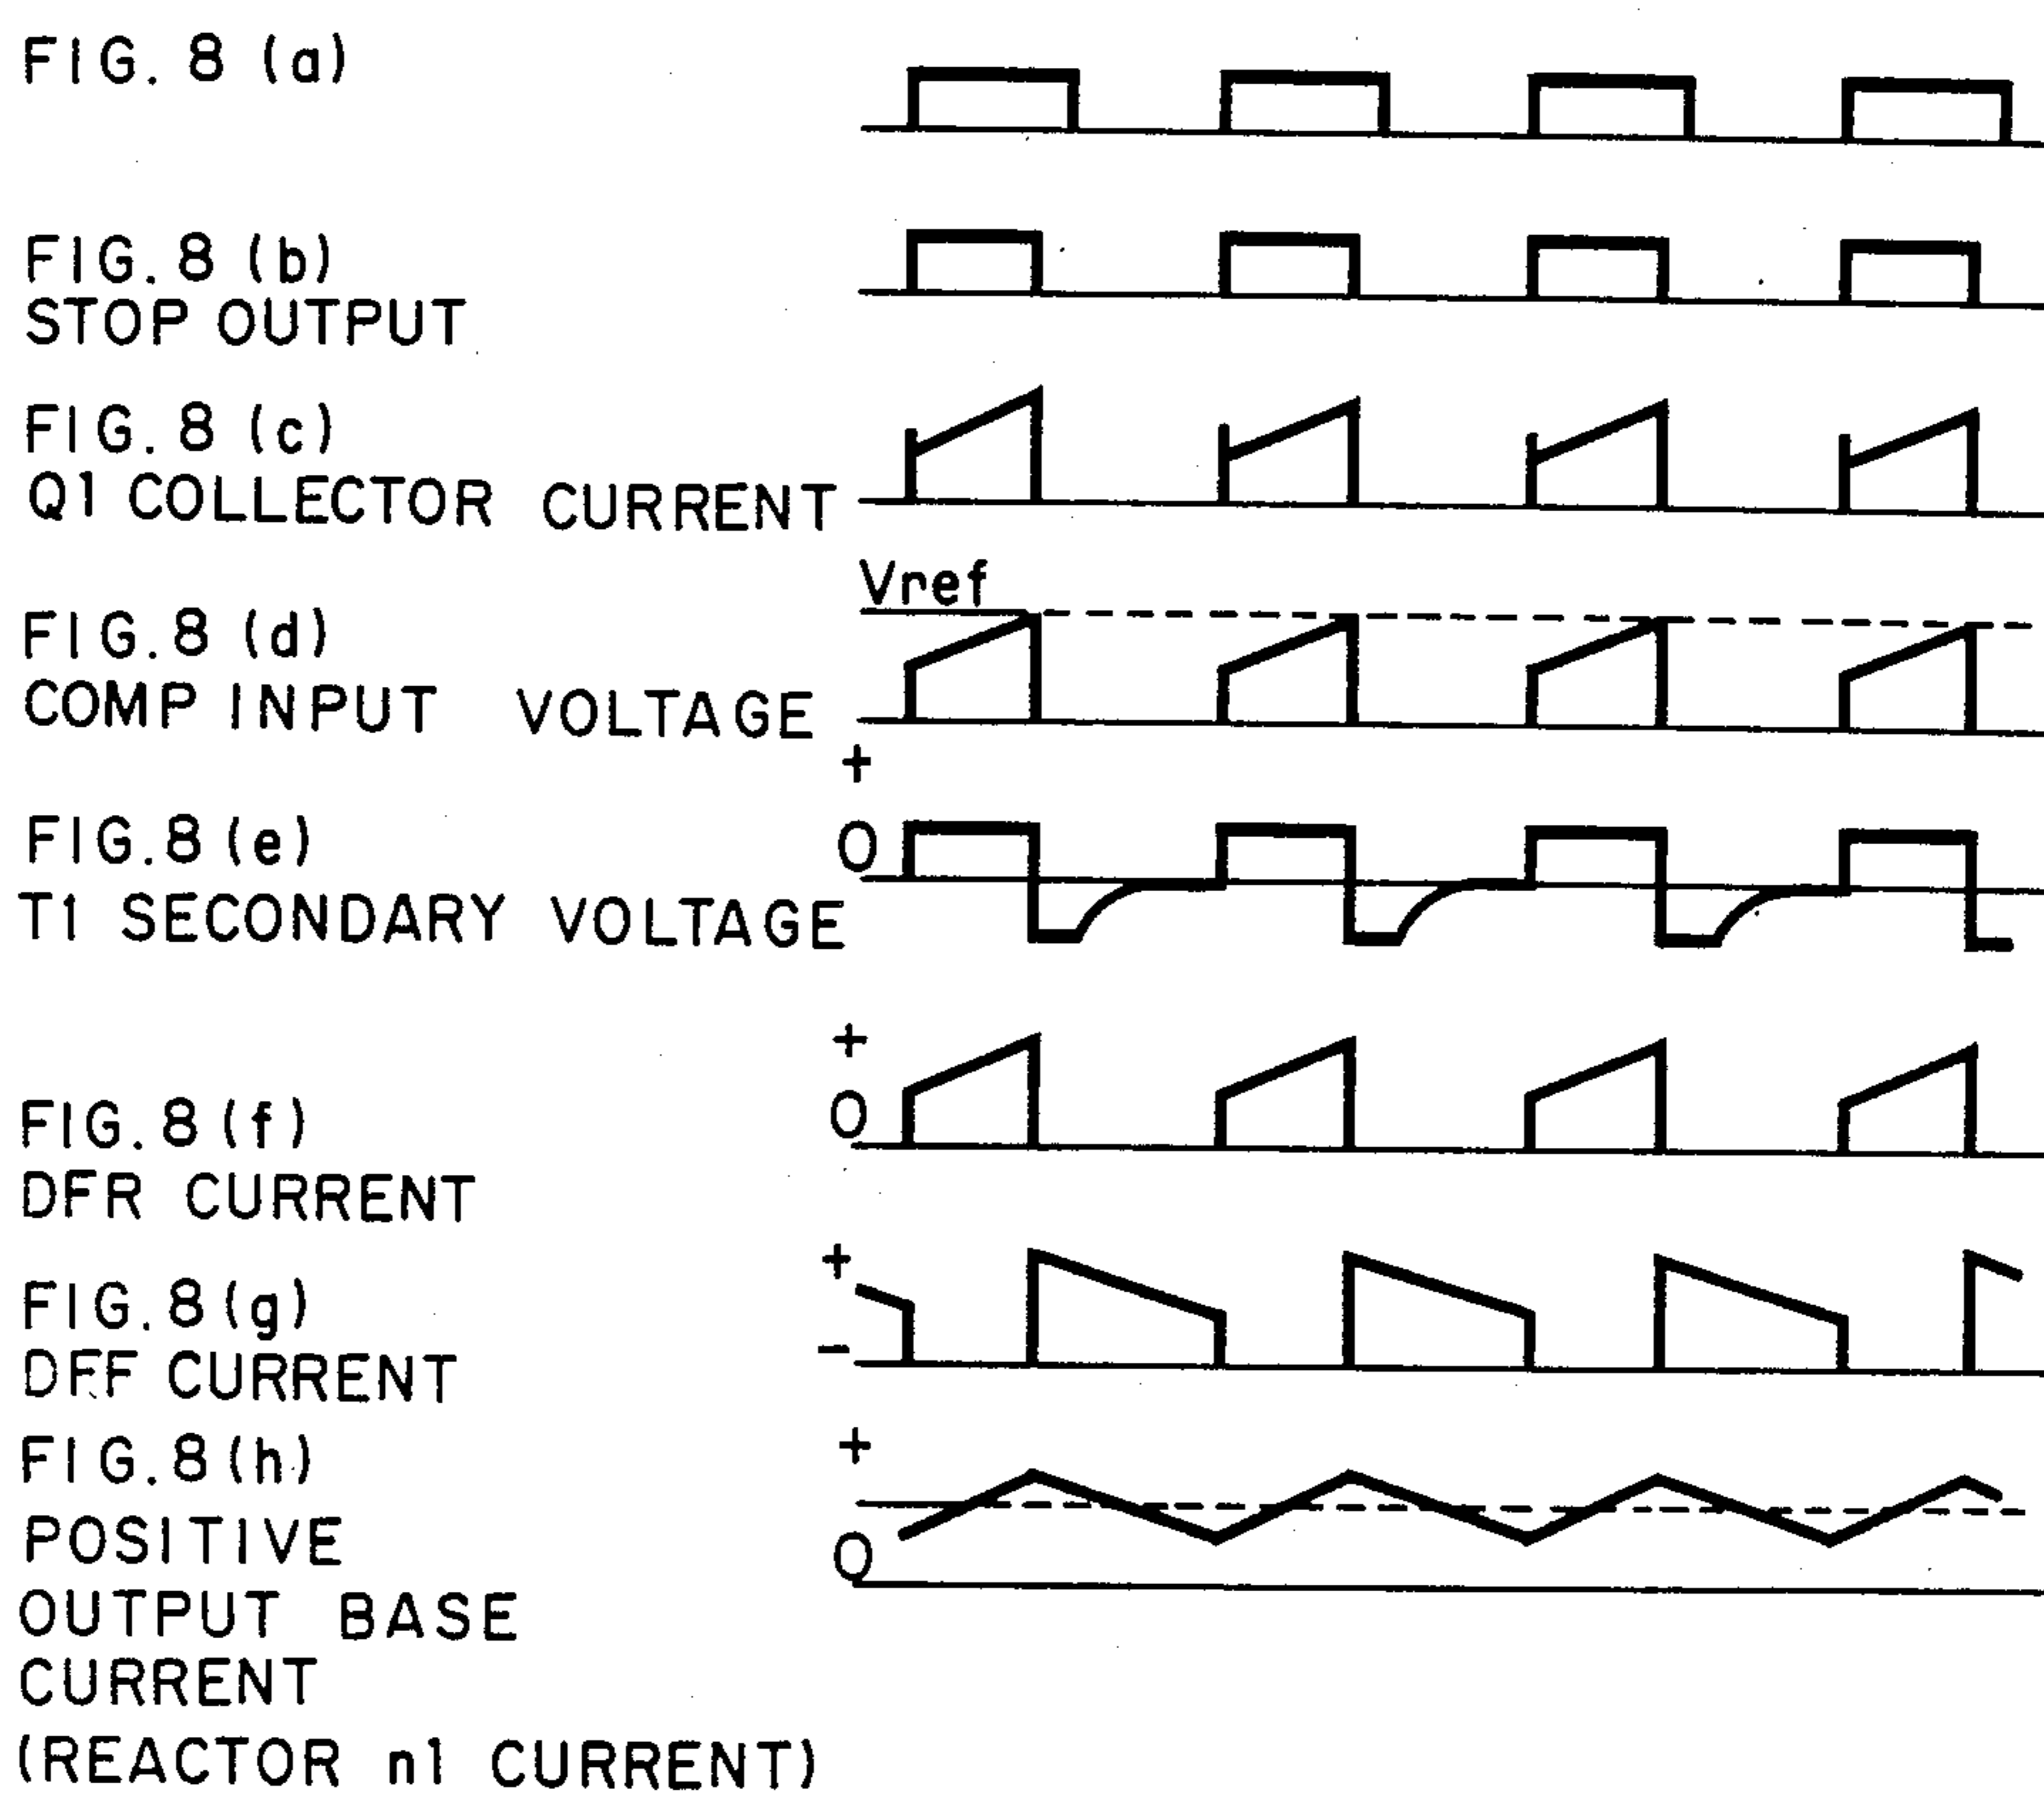 FIG. 8 (a)
FIG. 8 (b)
STOP OUTPUT
FIG. 8 (c)
Q1 COLLECTOR CURRENT
Vref
FIG. 8 (d)
COMP INPUT VOLTAGE
+
FIG. 8 (e)
0
T1 SECONDARY VOLTAGE
+
0
FIG. 8 (f)
DFR CURRENT
+
FIG. 8 (g)
−
DFF CURRENT
+
FIG. 8 (h)
POSITIVE
0
OUTPUT BASE
CURRENT
(REACTOR n1 CURRENT)